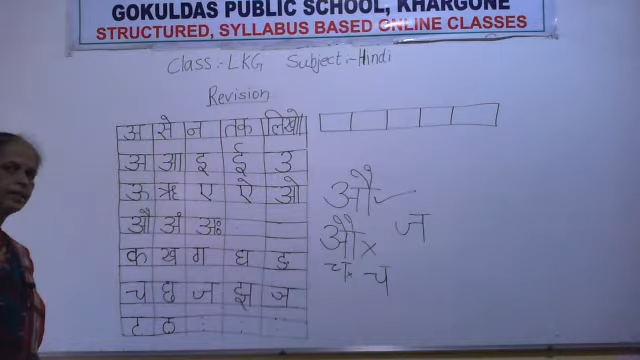 GOKULDAS PUBLIC SCHOOL, KHARGONE
STRUCTURED, SYLLABUS BASED ONLINE CLASSES
Class:- LKG Subject:- Hindi
Revision
अ से न तक लिखो
अ आ इ ई उ
ऊ ऋ ए ऐ ओ
औ अं अः
क ख ग घ ङ
च छ ज झ ज
ट ठ
औ ✓
औ x
ज
च च